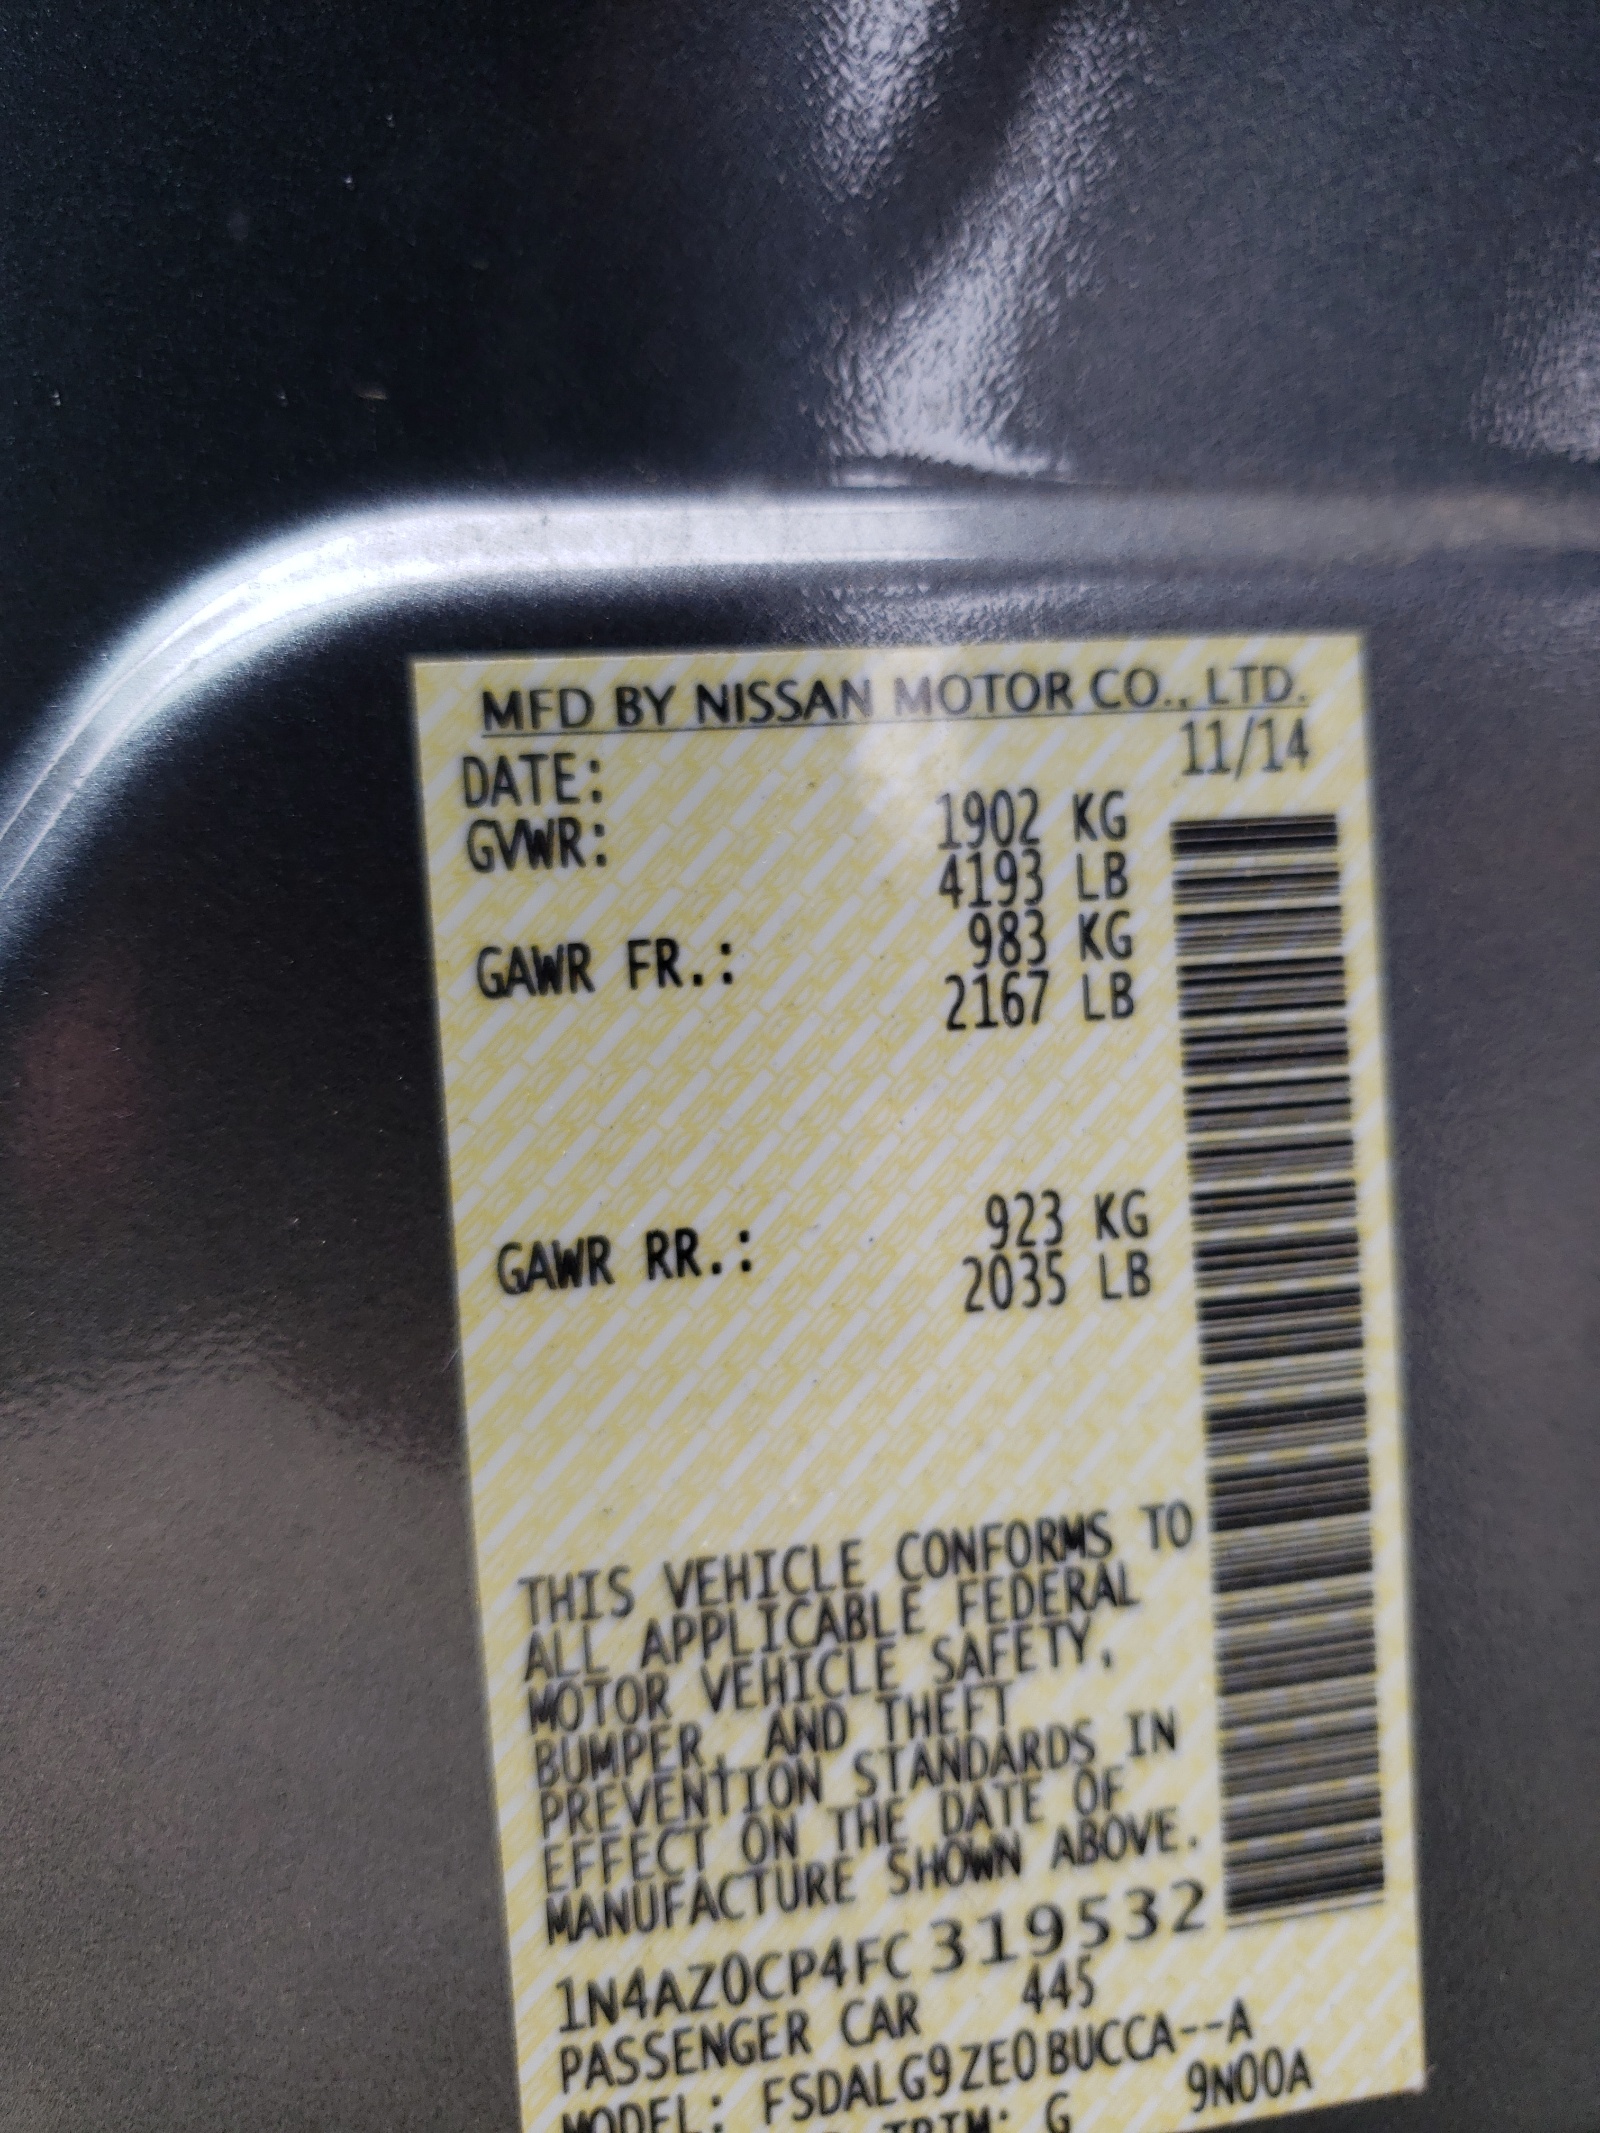 MFD BY NISSAN MOTOR CO., LTD.
DATE: 11/14
GVWR: 1902 KG
4193 LB
GAWR FR.: 983 KG
2167 LB
GAWR RR.: 923 KG
2035 LB
THIS VEHICLE CONFORMS TO
ALL APPLICABLE FEDERAL
MOTOR VEHICLE SAFETY,
BUMPER, AND THEFT
PREVENTION STANDARDS IN
EFFECT ON THE DATE OF
MANUFACTURE SHOWN ABOVE.
1N4AZ0CP4FC319532
PASSENGER CAR 445
MODEL: FSDALG9ZE0BUCCA--A
TRIM: G 9N00A